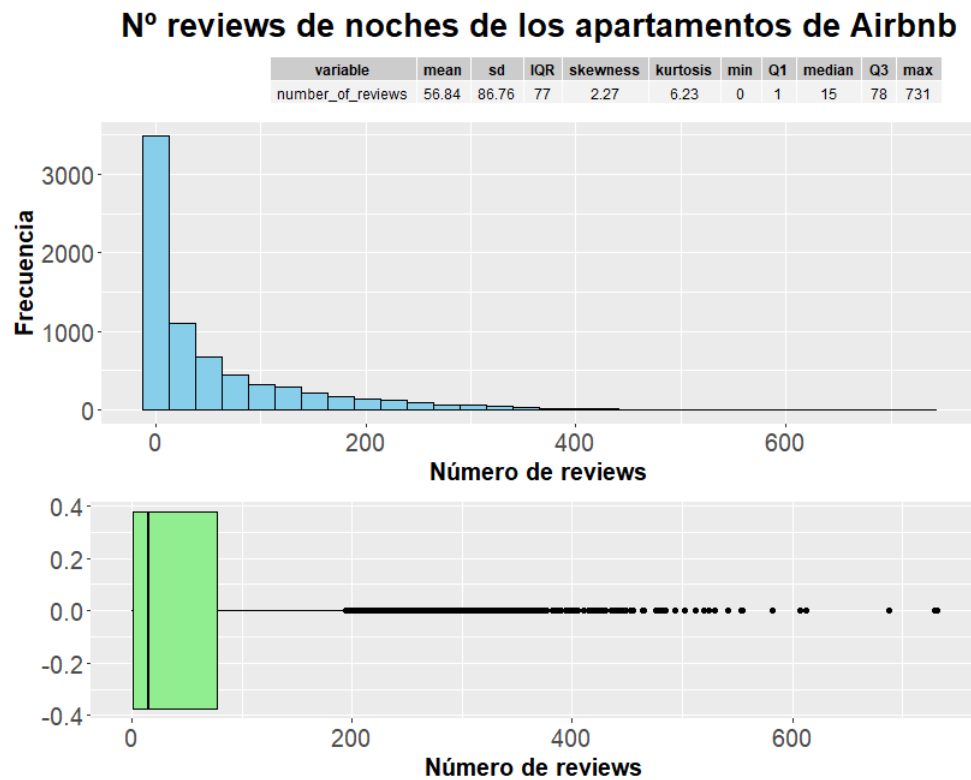 Nº reviews de noches de los apartamentos de Airbnb
variable mean sd IQR skewness kurtosis min Q1 median Q3 max
number_of_reviews 56.84 86.76 77 2.27 6.23 0 1 15 78 731
Frecuencia
3000
2000
1000
0
0 200 400 600
Número de reviews
0.4
0.2
0.0
-0.2
-0.4
0 200 400 600
Número de reviews